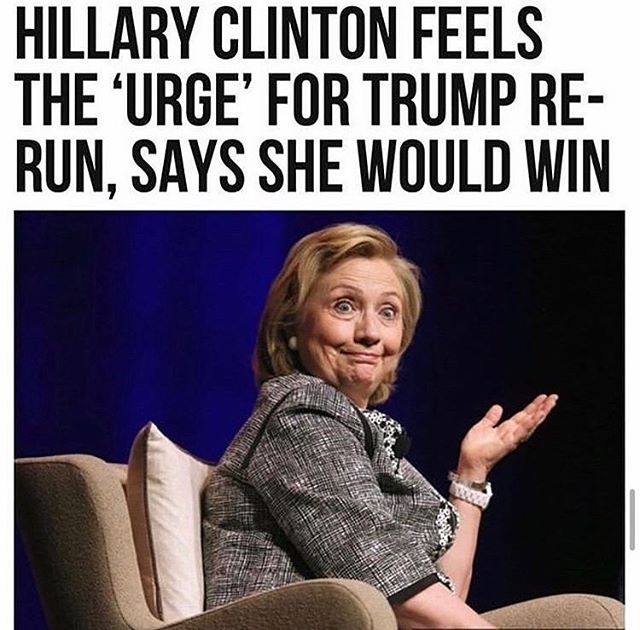 HILLARY CLINTON FEELS
THE ‘URGE’ FOR TRUMP RE-
RUN, SAYS SHE WOULD WIN